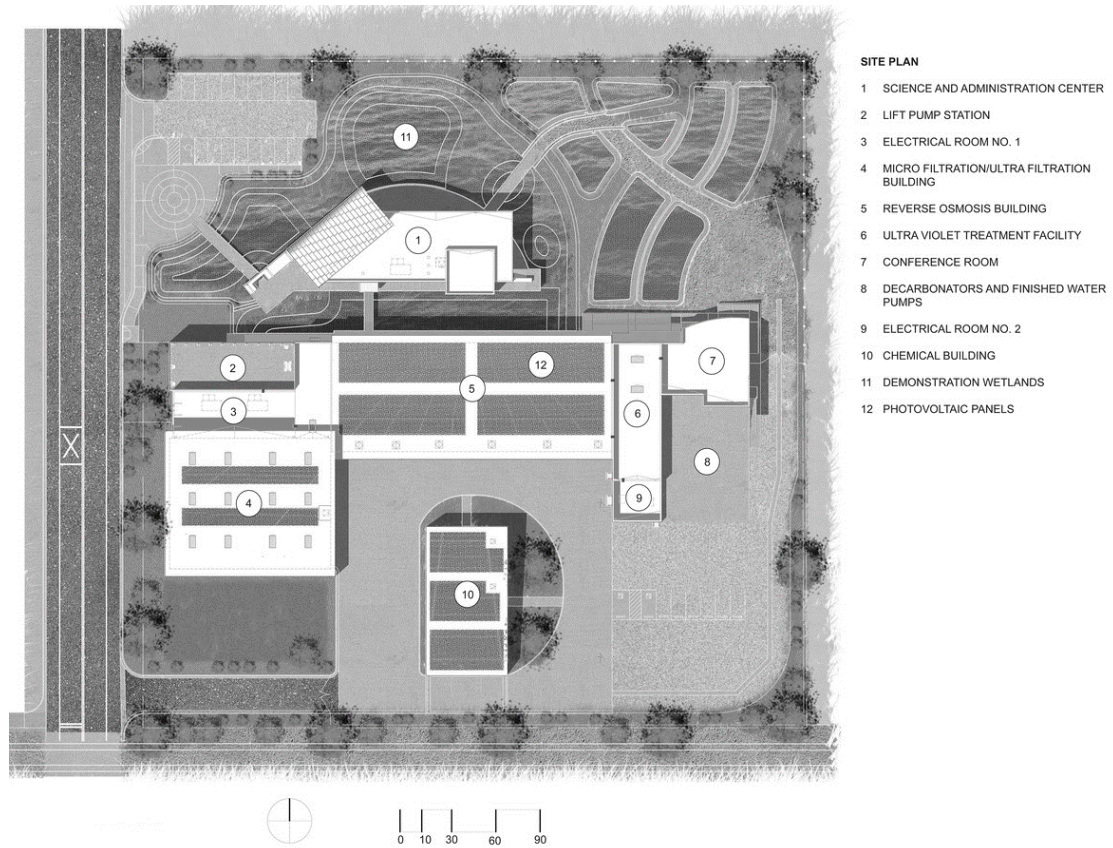 SITE PLAN
1 SCIENCE AND ADMINISTRATION CENTER
2 LIFT PUMP STATION
3 ELECTRICAL ROOM NO. 1
4 MICRO FILTRATION/ULTRA FILTRATION
BUILDING
5 REVERSE OSMOSIS BUILDING
6 ULTRA VIOLET TREATMENT FACILITY
7 CONFERENCE ROOM
8 DECARBONATORS AND FINISHED WATER
PUMPS
9 ELECTRICAL ROOM NO. 2
10 CHEMICAL BUILDING
11 DEMONSTRATION WETLANDS
12 PHOTOVOLTAIC PANELS
11
1
2
12
7
5
3
6
8
4
9
10
0 10 30 60 90